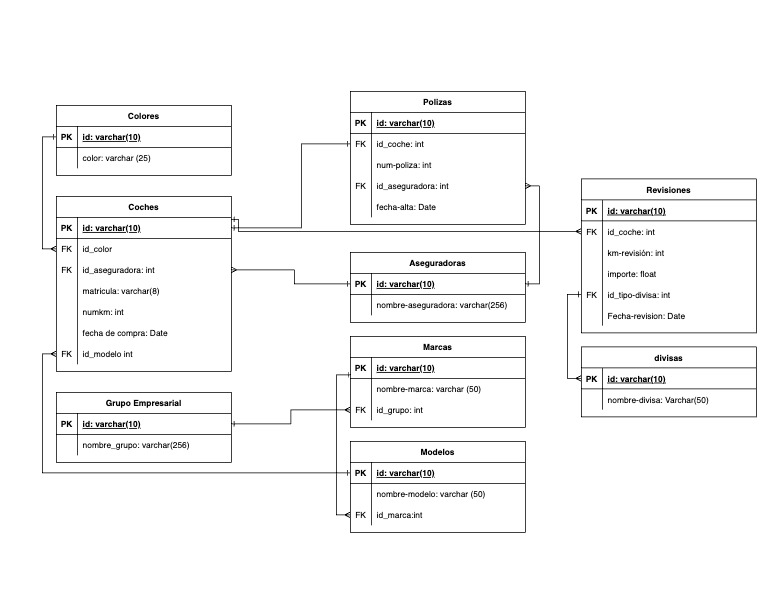 Colores
PK id: varchar(10)
color: varchar (25)
Coches
PK id: varchar(10)
FK id_color
FK id_aseguradora: int
matricula: varchar(8)
numkm: int
fecha de compra: Date
FK id_modelo int
Grupo Empresarial
PK id: varchar(10)
nombre_grupo: varchar(256)
Polizas
PK id: varchar(10)
FK id_coche: int
num-poliza: int
FK id_aseguradora: int
fecha-alta: Date
Aseguradoras
PK id: varchar(10)
nombre-aseguradora: varchar(256)
Marcas
PK id: varchar(10)
nombre-marca: varchar (50)
FK id_grupo: int
Modelos
PK id: varchar(10)
nombre-modelo: varchar (50)
FK id_marca:int
Revisiones
PK id: varchar(10)
FK id_coche: int
km-revisión: int
importe: float
FK id_tipo-divisa: int
Fecha-revision: Date
divisas
PK id: varchar(10)
nombre-divisa: Varchar(50)